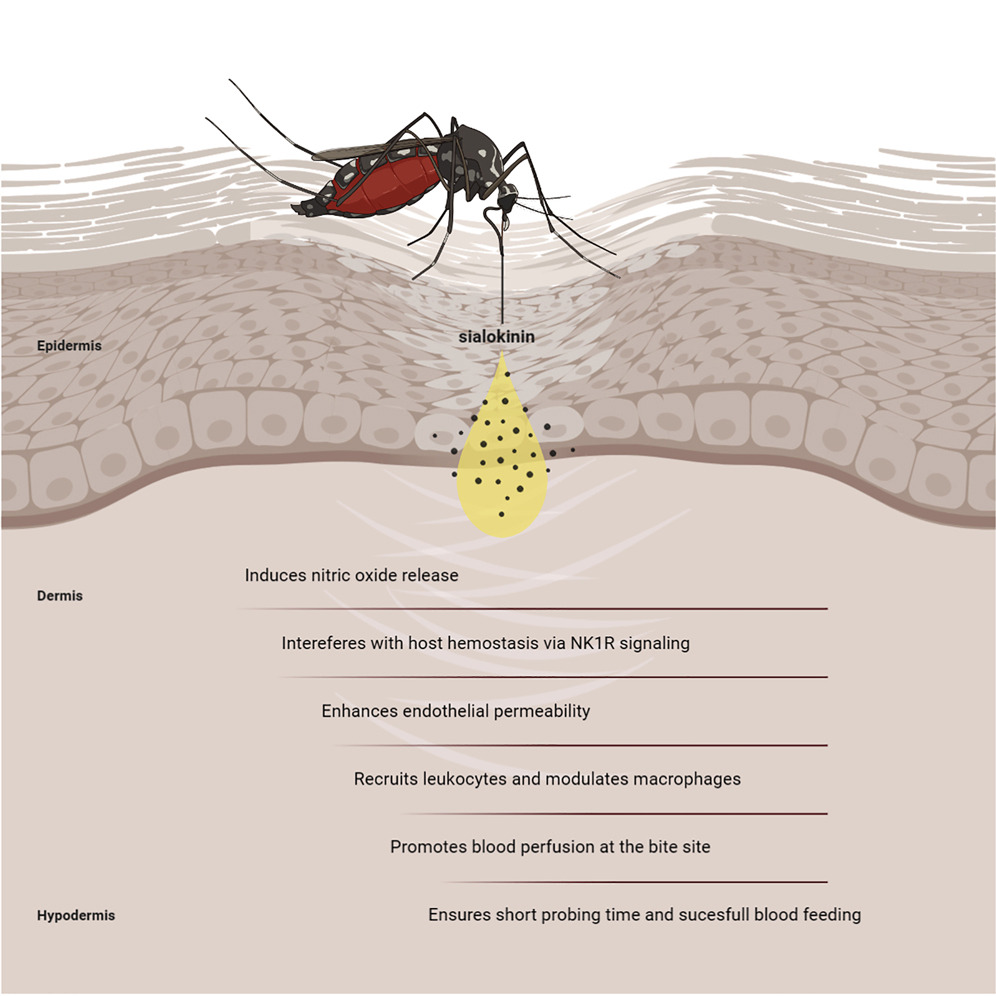 sialokinin
Epidermis
Induces nitric oxide release
Dermis
Intereferes with host hemostasis via NK1R signaling
Enhances endothelial permeability
Recruits leukocytes and modulates macrophages
Promotes blood perfusion at the bite site
Hypodermis
Ensures short probing time and sucesfull blood feeding